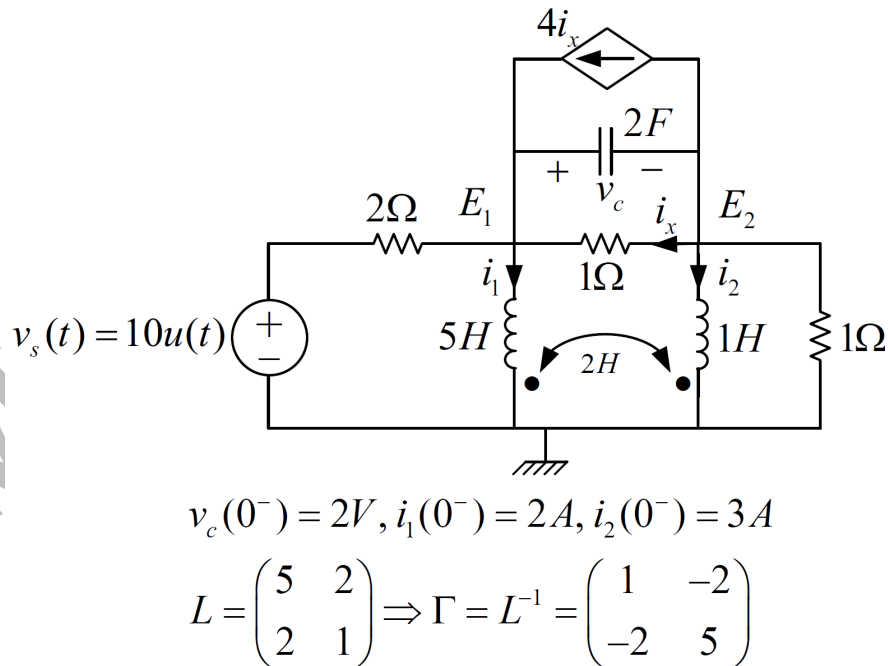 4i_x
2F
+ v_c −
2Ω E_1 i_x E_2
i_1 1Ω i_2
v_s(t) = 10u(t) + − 5H 2H 1H 1Ω
v_c(0⁻) = 2V, i_1(0⁻) = 2A, i_2(0⁻) = 3A
L = (5 2; 2 1) ⇒ Γ = L⁻¹ = (1 −2; −2 5)